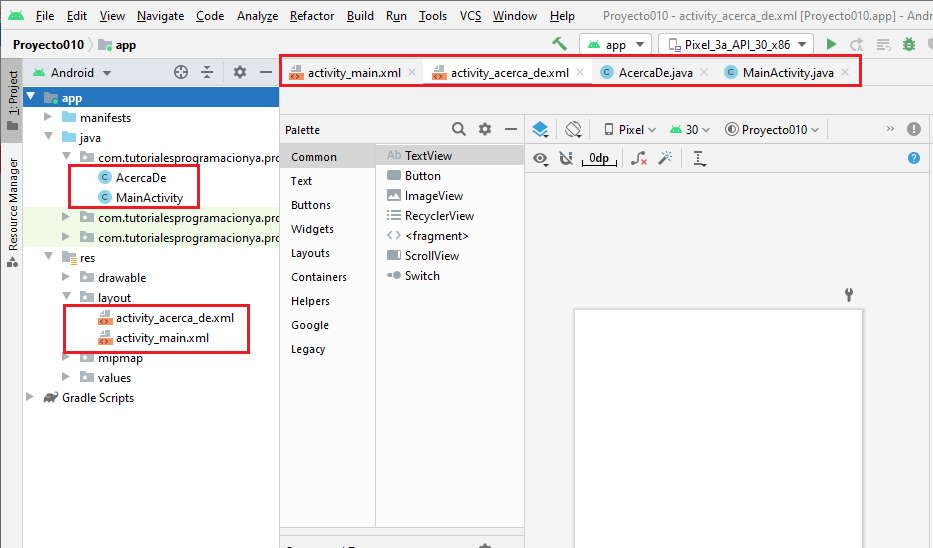 File Edit View Navigate Code Analyze Refactor Build Run Tools VCS Window Help Proyecto010 - activity_acerca_de.xml [Proyecto010.app] - Andro
Proyecto010 app app Pixel_3a_API_30_x86
1: Project
Resource Manager
Android
app
manifests
java
com.tutorialesprogramacionya.pro
AcercaDe
MainActivity
com.tutorialesprogramacionya.pro
com.tutorialesprogramacionya.pro
res
drawable
layout
activity_acerca_de.xml
activity_main.xml
mipmap
values
Gradle Scripts
activity_main.xml activity_acerca_de.xml AcercaDe.java MainActivity.java
Palette
Common
Text
Buttons
Widgets
Layouts
Containers
Helpers
Google
Legacy
Ab TextView
Button
ImageView
RecyclerView
<fragment>
ScrollView
Switch
Pixel 30 Proyecto010
0dp